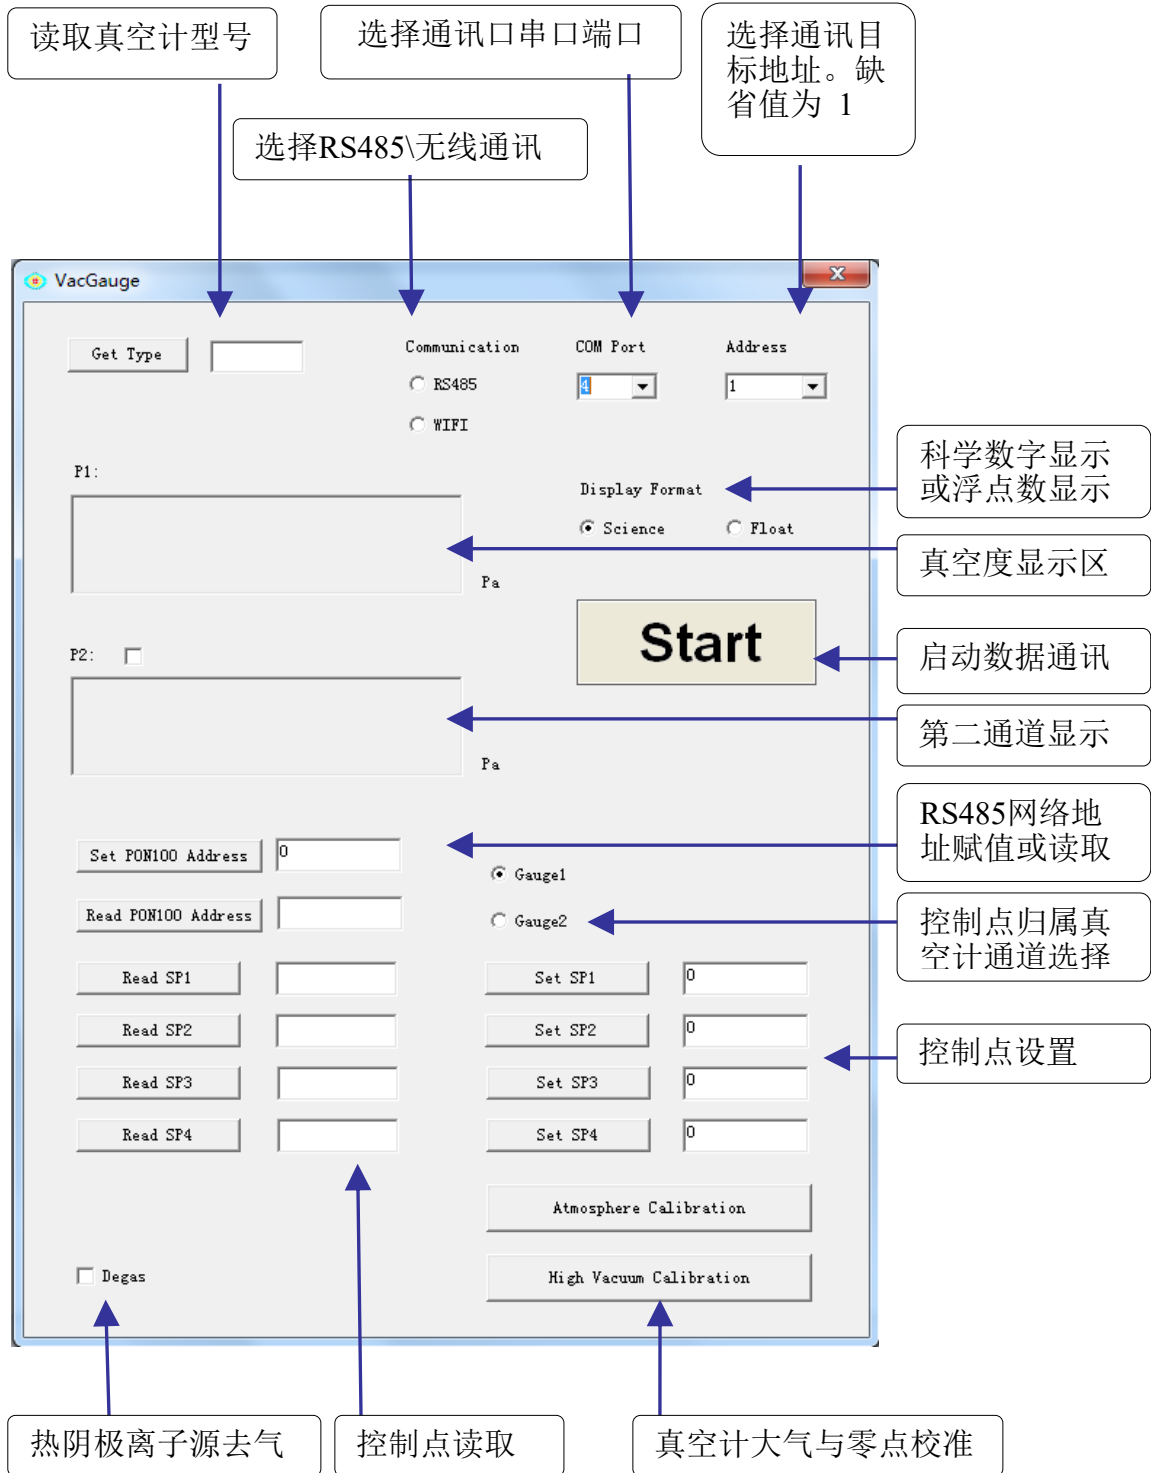 读取真空计型号
选择通讯口串口端口
选择通讯目
标地址。缺
省值为 1
选择RS485\无线通讯
VacGauge
Get Type
Communication
COM Port
Address
RS485
4
1
WIFI
科学数字显示
或浮点数显示
P1:
Display Format
Science
Float
真空度显示区
Pa
Start
启动数据通讯
P2:
第二通道显示
Pa
RS485网络地
址赋值或读取
Set PON100 Address
0
Gauge1
Read PON100 Address
Gauge2
控制点归属真
空计通道选择
Read SP1
Set SP1
0
Read SP2
Set SP2
0
控制点设置
Read SP3
Set SP3
0
Read SP4
Set SP4
0
Atmosphere Calibration
Degas
High Vacuum Calibration
热阴极离子源去气
控制点读取
真空计大气与零点校准